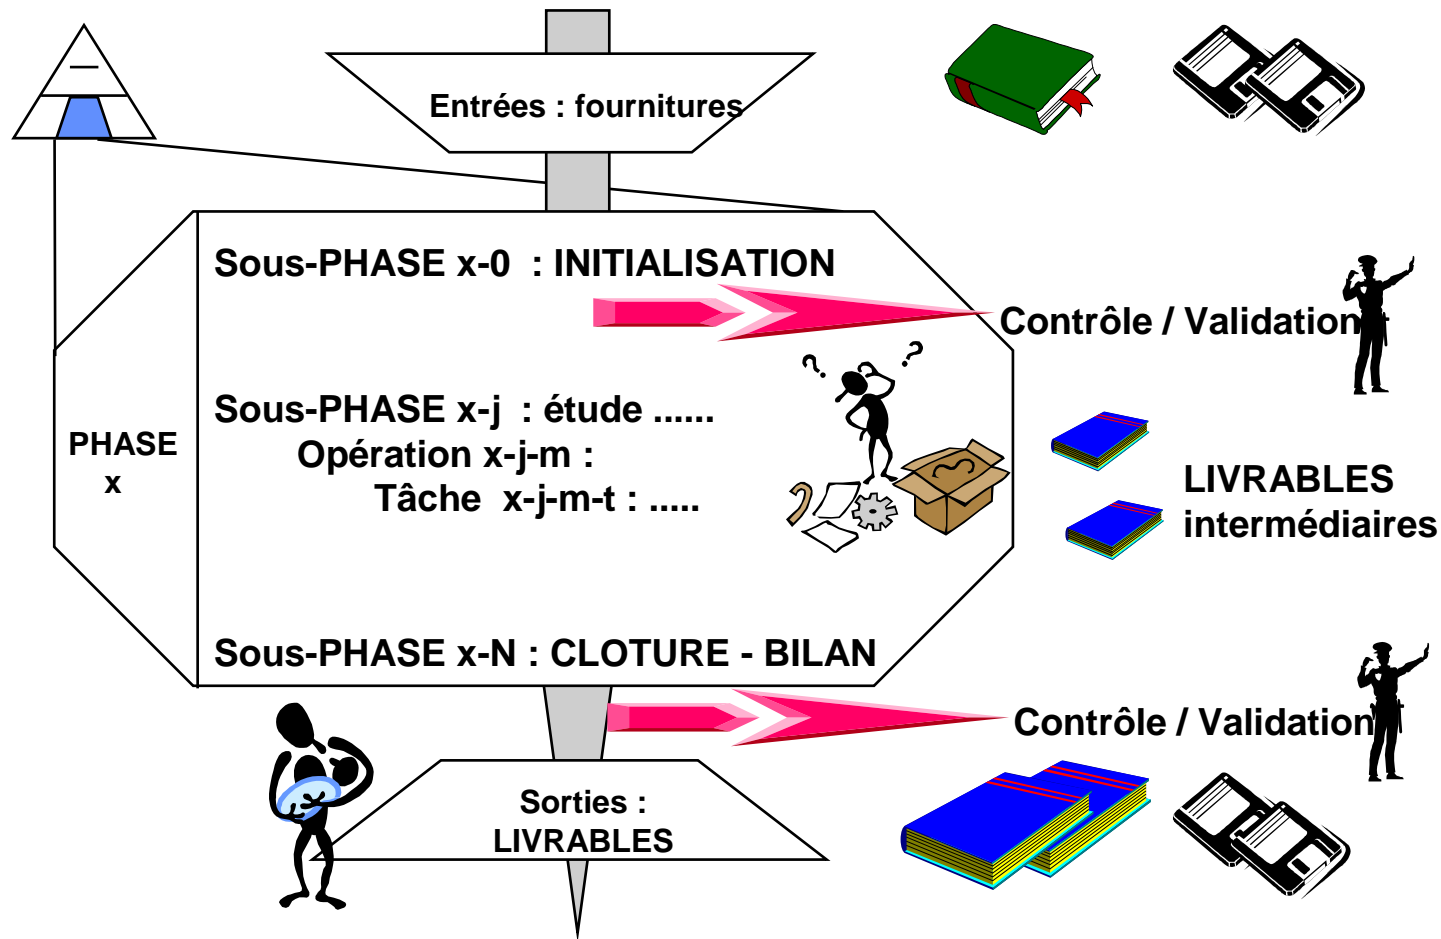 Entrées : fournitures
Sous-PHASE x-0 : INITIALISATION
Contrôle / Validation
PHASE
x
Sous-PHASE x-j : étude ......
Opération x-j-m :
Tâche x-j-m-t : .....
LIVRABLES
intermédiaires
Sous-PHASE x-N : CLOTURE - BILAN
Contrôle / Validation
Sorties :
LIVRABLES